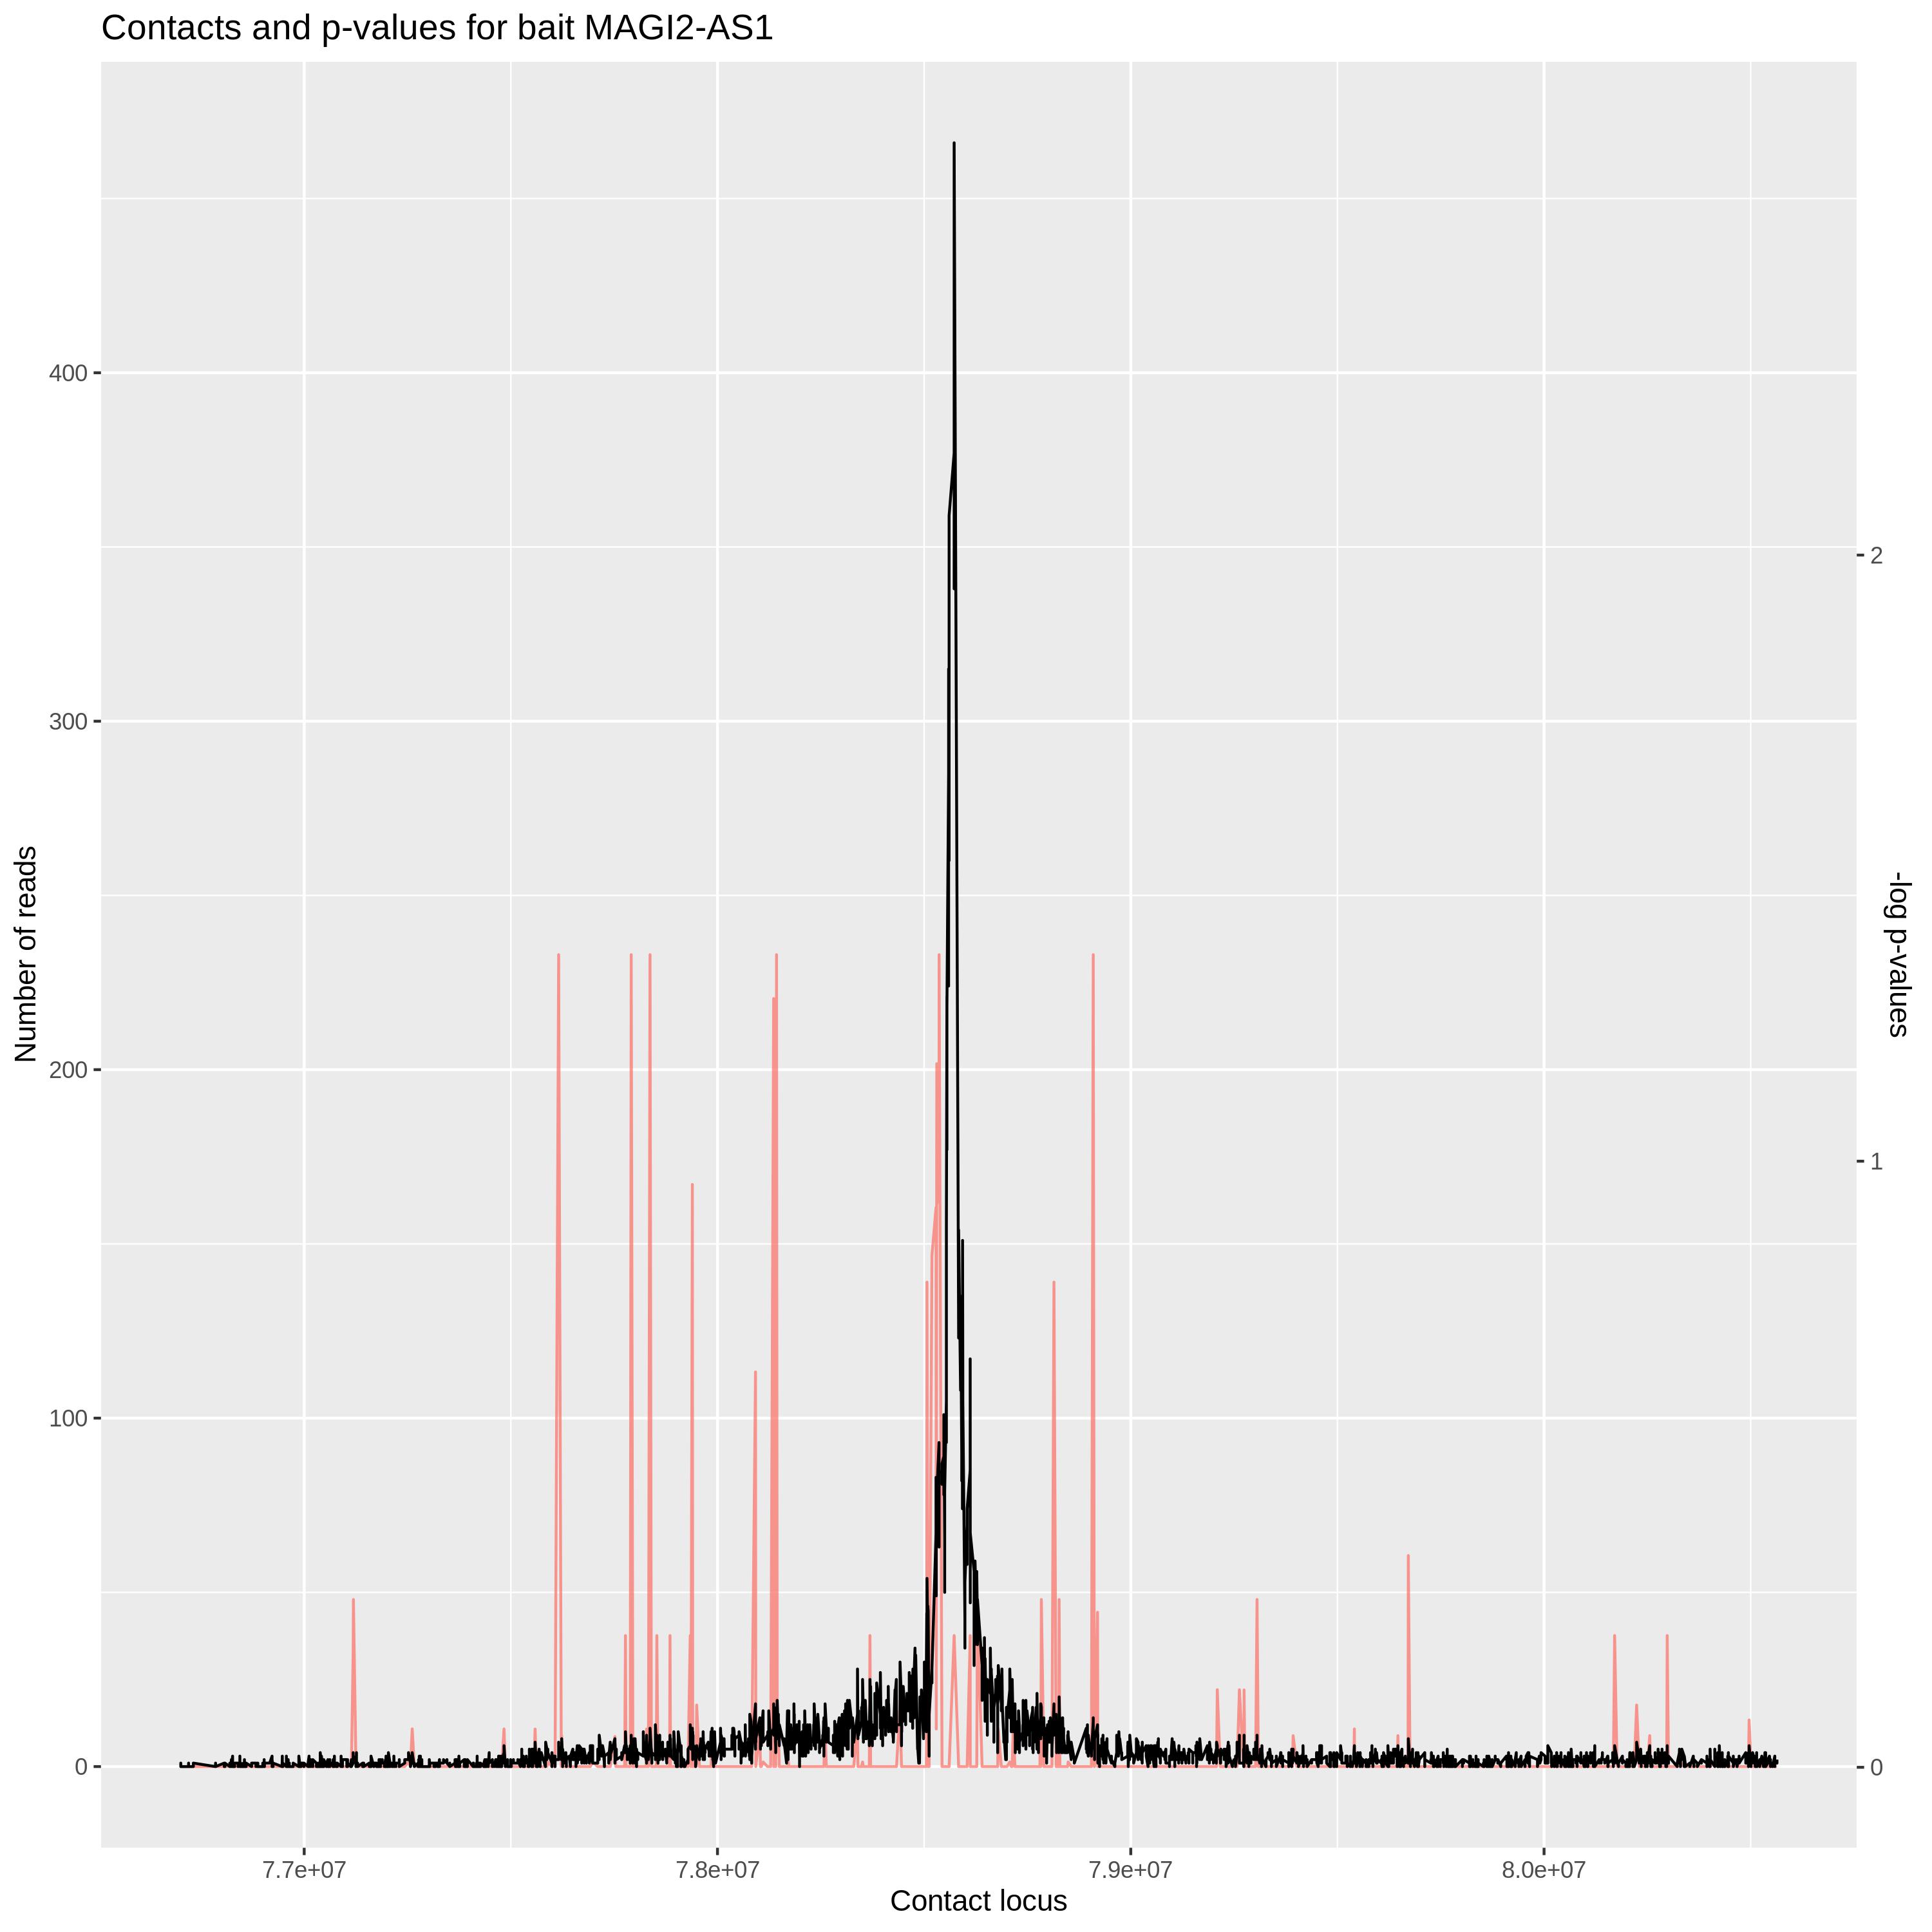 Contacts and p-values for bait MAGI2-AS1
400
300
200
100
0
Number of reads
2
1
0
-log p-values
7.7e+07
7.8e+07
7.9e+07
8.0e+07
Contact locus